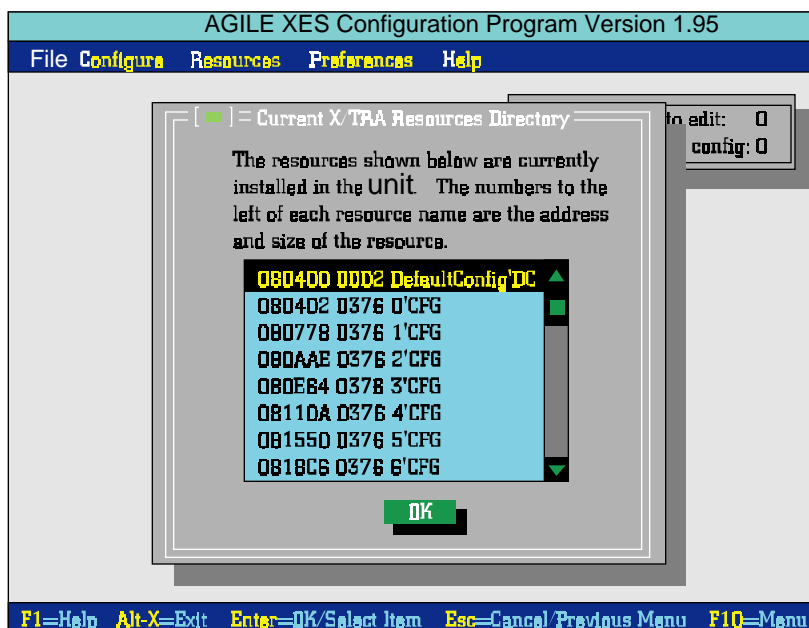 AGILE XES Configuration Program Version 1.95
File Configure Resources Preferences Help
to edit: 0
config: 0
[ ] Current X/TRA Resources Directory
The resources shown below are currently
installed in the unit. The numbers to the
left of each resource name are the address
and size of the resource.
080400 00D2 DefaultConfig'DC
0804D2 0376 0'CFG
080778 0376 1'CFG
080AAE 0376 2'CFG
080E64 0376 3'CFG
0811DA 0376 4'CFG
081550 0376 5'CFG
0818C6 0376 6'CFG
OK
F1=Help Alt-X=Exit Enter=OK/Select Item Esc=Cancel/Previous Menu F10=Menu